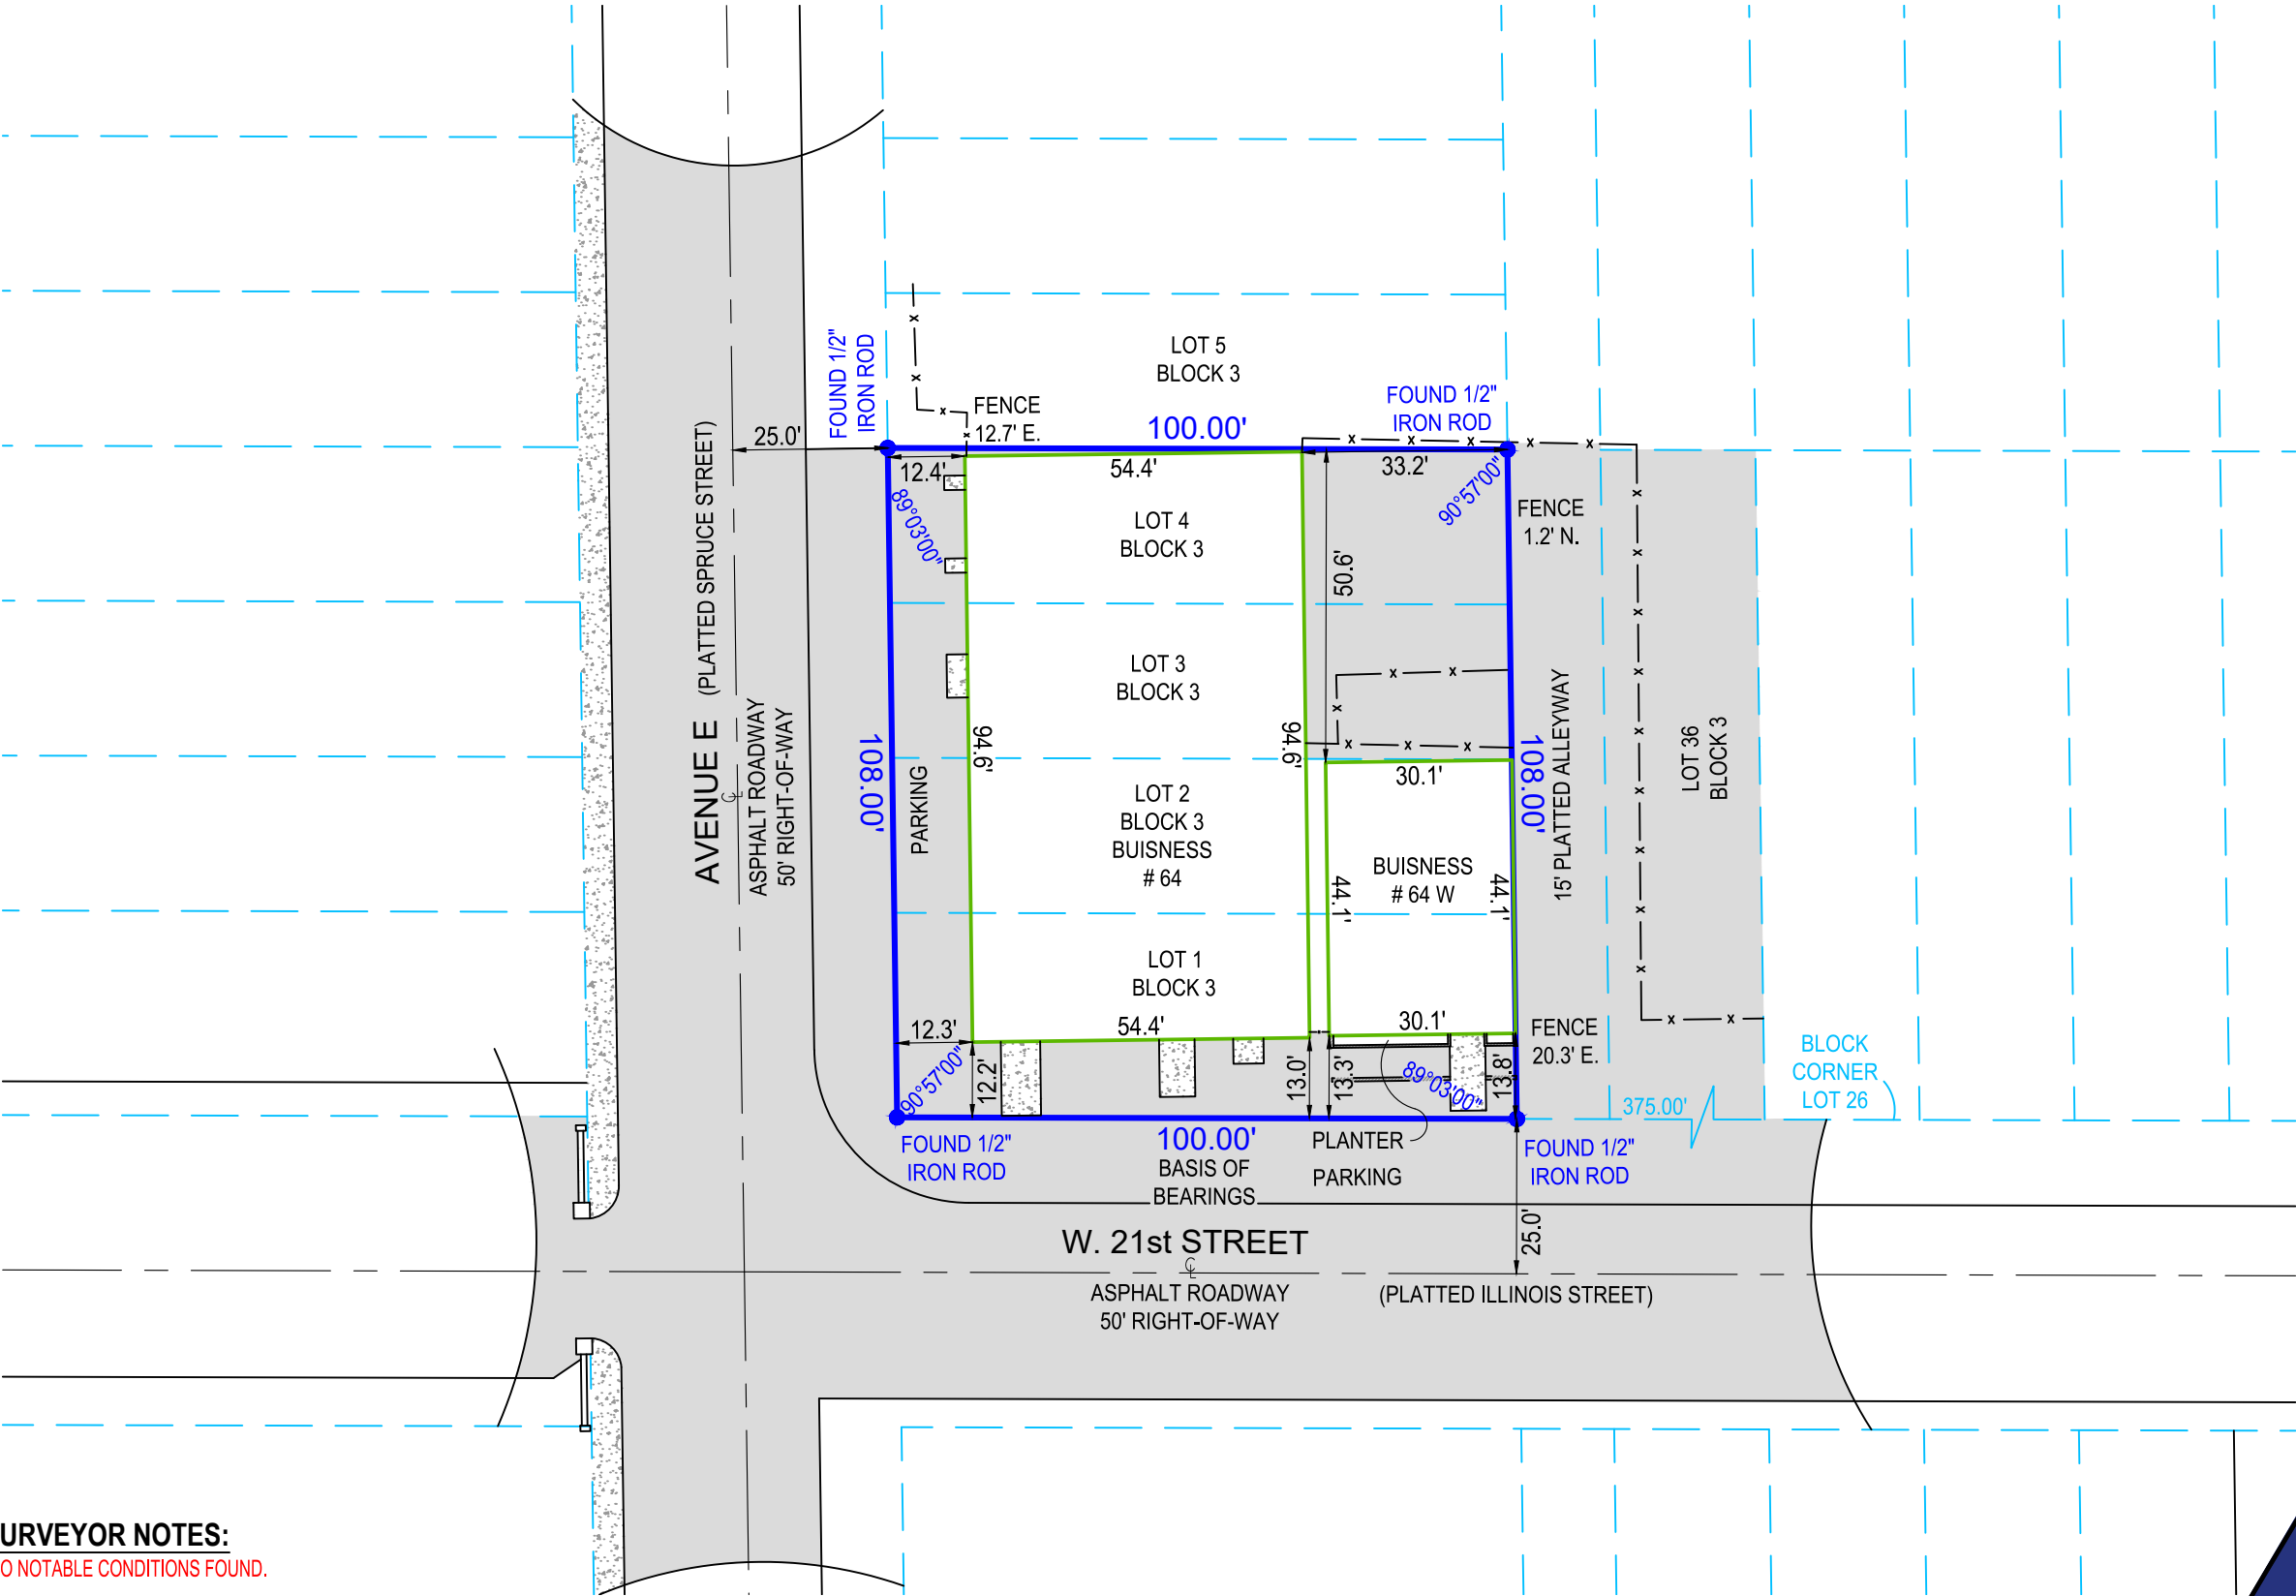 LOT 5
BLOCK 3
FOUND 1/2"
IRON ROD
FENCE
12.7' E.
100.00'
FOUND 1/2"
IRON ROD
25.0'
12.4'
54.4'
33.2'
89°03'00"
90°57'00"
FENCE
1.2' N.
LOT 4
BLOCK 3
50.6'
AVENUE E (PLATTED SPRUCE STREET)
℄
ASPHALT ROADWAY
50' RIGHT-OF-WAY
108.00'
PARKING
94.6'
LOT 3
BLOCK 3
94.6'
LOT 2
BLOCK 3
BUISNESS
# 64
30.1'
108.00'
15' PLATTED ALLEYWAY
LOT 36
BLOCK 3
44.1'
BUISNESS
# 64 W
44.1'
LOT 1
BLOCK 3
12.3'
54.4'
30.1'
FENCE
20.3' E.
90°57'00"
12.2'
13.0'
13.3'
89°03'00"
13.8'
BLOCK
CORNER
LOT 26
375.00'
FOUND 1/2"
IRON ROD
100.00'
BASIS OF
BEARINGS
PLANTER
PARKING
FOUND 1/2"
IRON ROD
25.0'
W. 21st STREET
℄
ASPHALT ROADWAY
50' RIGHT-OF-WAY
(PLATTED ILLINOIS STREET)
URVEYOR NOTES:
O NOTABLE CONDITIONS FOUND.